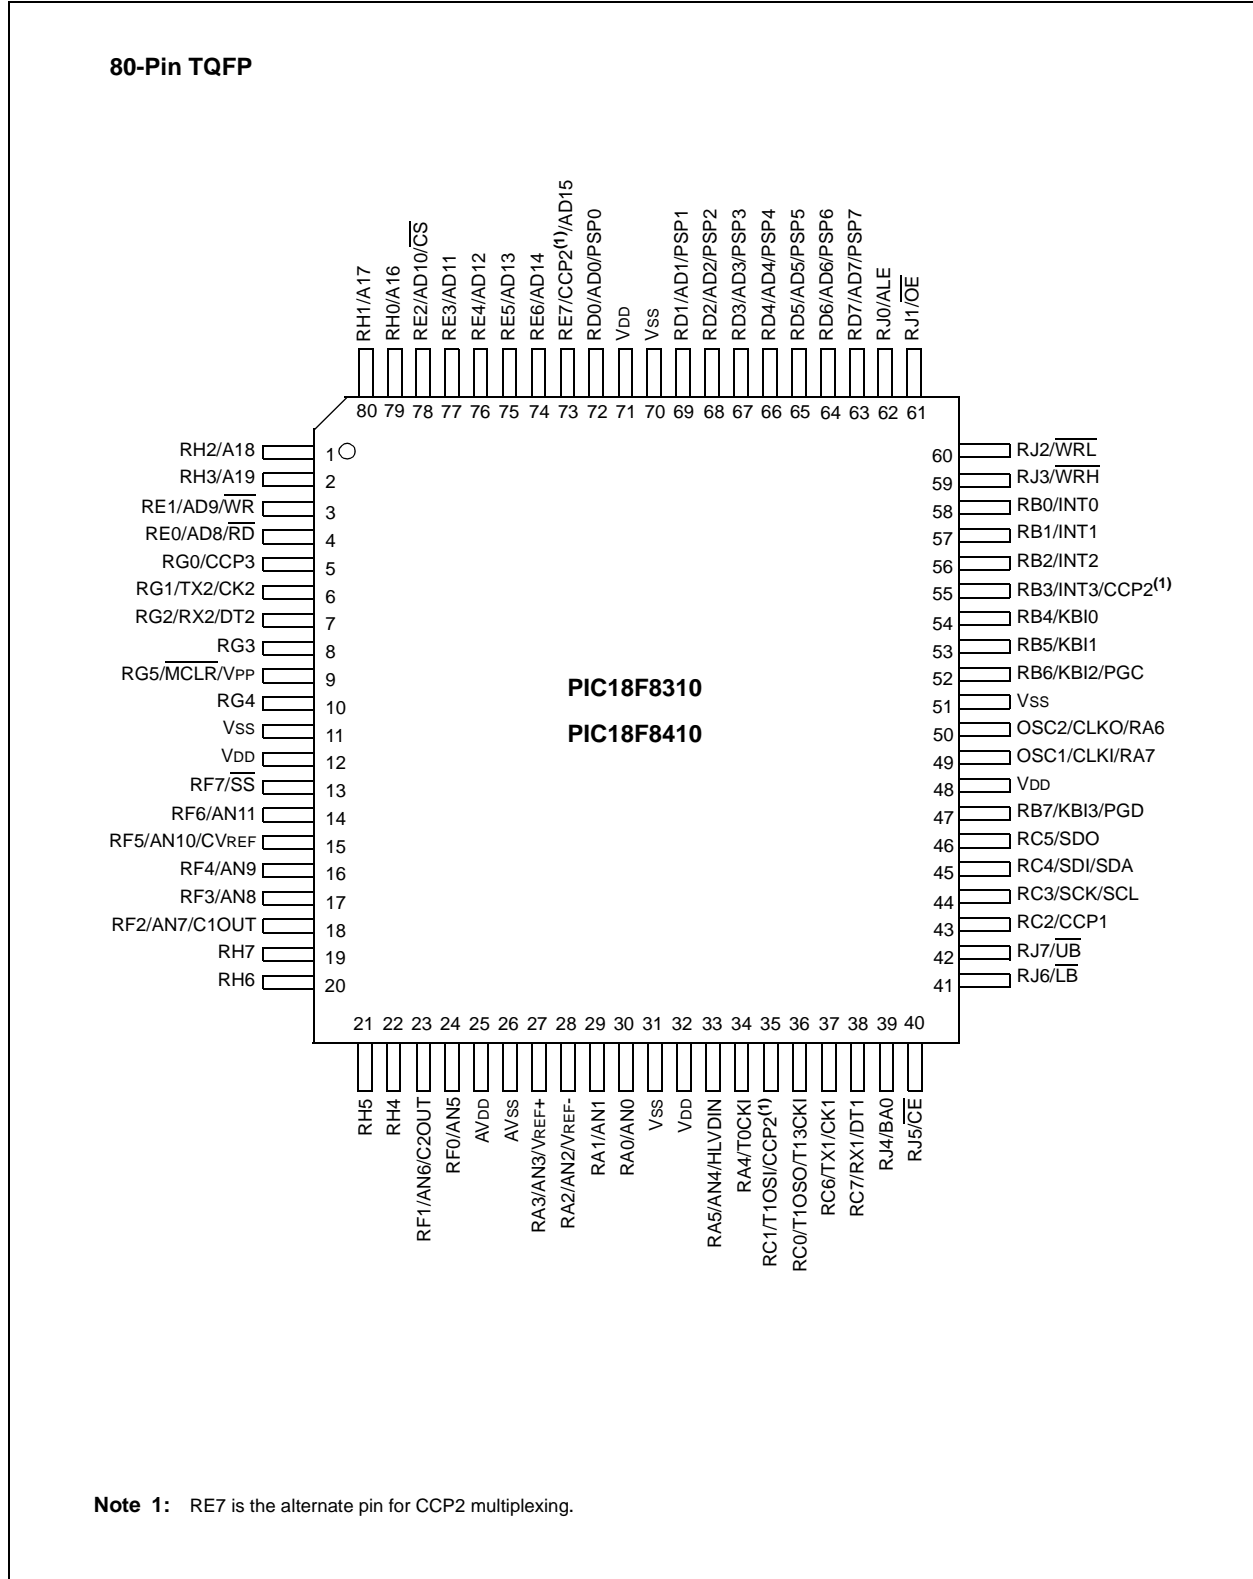 80-Pin TQFP
RH1/A17
RH0/A16
RE2/AD10/CS
RE3/AD11
RE4/AD12
RE5/AD13
RE6/AD14
RE7/CCP2(1)/AD15
RD0/AD0/PSP0
VDD
VSS
RD1/AD1/PSP1
RD2/AD2/PSP2
RD3/AD3/PSP3
RD4/AD4/PSP4
RD5/AD5/PSP5
RD6/AD6/PSP6
RD7/AD7/PSP7
RJ0/ALE
RJ1/OE
80 79 78 77 76 75 74 73 72 71 70 69 68 67 66 65 64 63 62 61
RH2/A18 1
RH3/A19 2
RE1/AD9/WR 3
RE0/AD8/RD 4
RG0/CCP3 5
RG1/TX2/CK2 6
RG2/RX2/DT2 7
RG3 8
RG5/MCLR/VPP 9
RG4 10
VSS 11
VDD 12
RF7/SS 13
RF6/AN11 14
RF5/AN10/CVREF 15
RF4/AN9 16
RF3/AN8 17
RF2/AN7/C1OUT 18
RH7 19
RH6 20
PIC18F8310
PIC18F8410
60 RJ2/WRL
59 RJ3/WRH
58 RB0/INT0
57 RB1/INT1
56 RB2/INT2
55 RB3/INT3/CCP2(1)
54 RB4/KBI0
53 RB5/KBI1
52 RB6/KBI2/PGC
51 VSS
50 OSC2/CLKO/RA6
49 OSC1/CLKI/RA7
48 VDD
47 RB7/KBI3/PGD
46 RC5/SDO
45 RC4/SDI/SDA
44 RC3/SCK/SCL
43 RC2/CCP1
42 RJ7/UB
41 RJ6/LB
21 22 23 24 25 26 27 28 29 30 31 32 33 34 35 36 37 38 39 40
RH5
RH4
RF1/AN6/C2OUT
RF0/AN5
AVDD
AVSS
RA3/AN3/VREF+
RA2/AN2/VREF-
RA1/AN1
RA0/AN0
VSS
VDD
RA5/AN4/HLVDIN
RA4/T0CKI
RC1/T1OSI/CCP2(1)
RC0/T1OSO/T13CKI
RC6/TX1/CK1
RC7/RX1/DT1
RJ4/BA0
RJ5/CE
Note 1: RE7 is the alternate pin for CCP2 multiplexing.